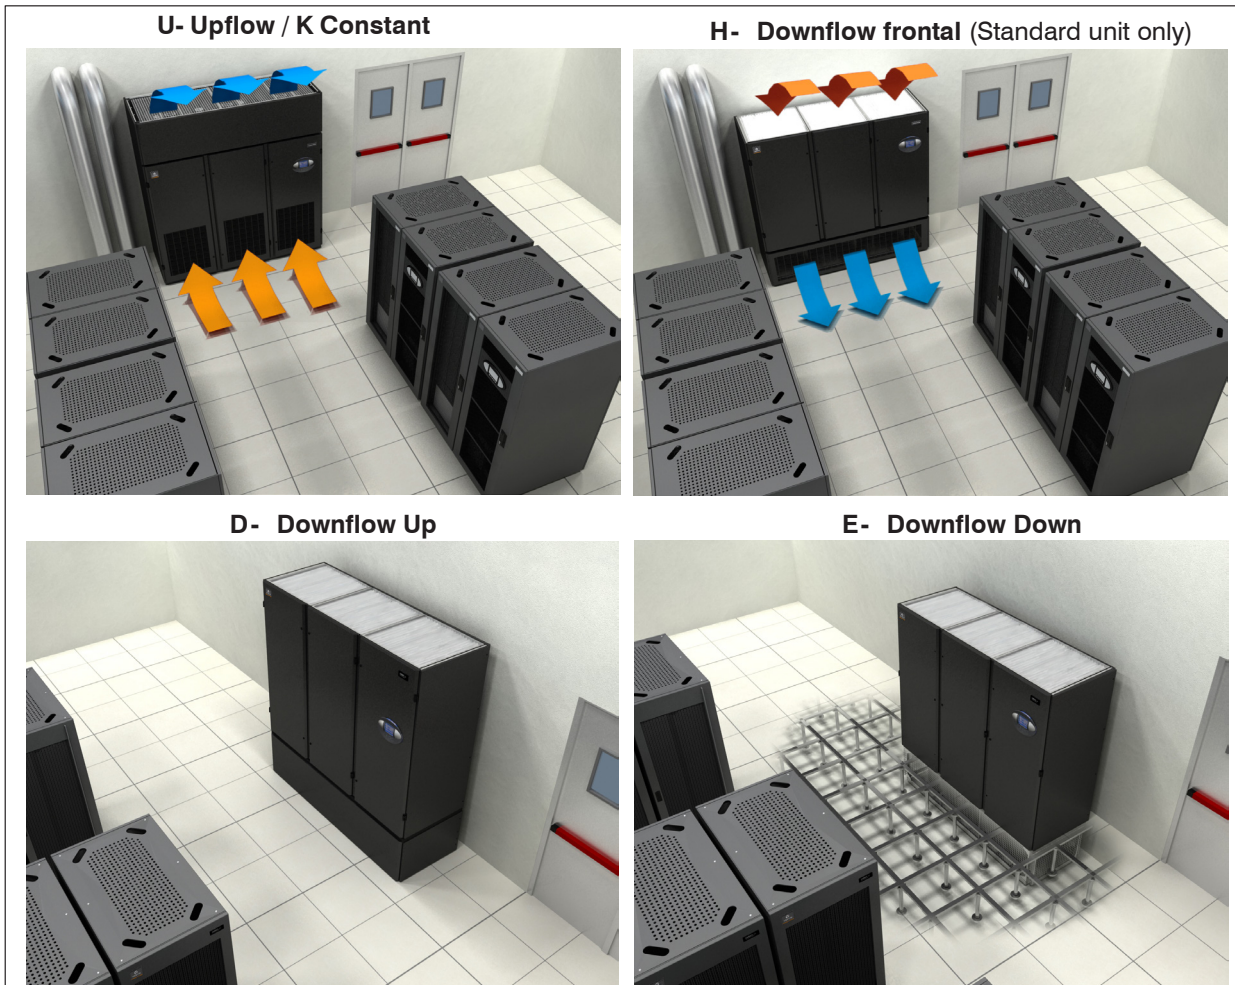 U- Upflow / K Constant
H- Downflow frontal (Standard unit only)
D- Downflow Up
E- Downflow Down